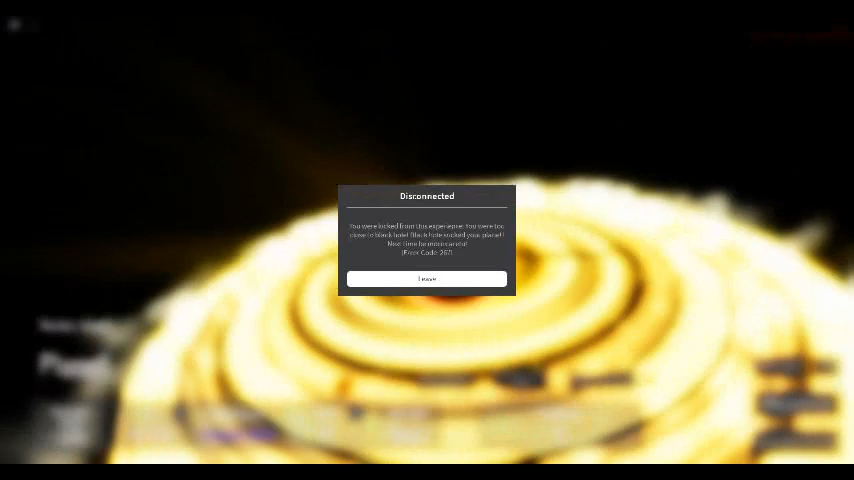 Disconnected
You were kicked from this experience: You were too
close to black hole! Black hole sucked your plane!!
Next time be more careful!
(Error Code: 267)
Leave